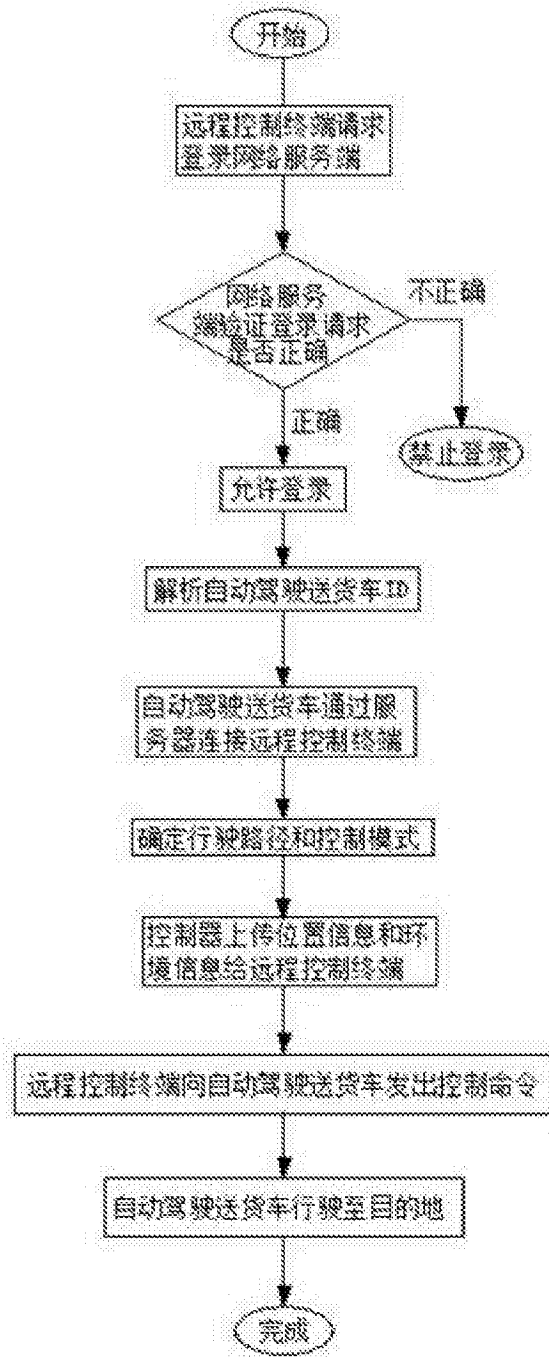 开始
远程控制终端请求
登录网络服务端
网络服务
端验证登录请求
是否正确
不正确
正确
禁止登录
允许登录
解析自动驾驶送货车ID
自动驾驶送货车通过服
务器连接远程控制终端
确定行驶路径和控制模式
控制器上传位置信息和环
境信息给远程控制终端
远程控制终端向自动驾驶送货车发出控制命令
自动驾驶送货车行驶至目的地
完成